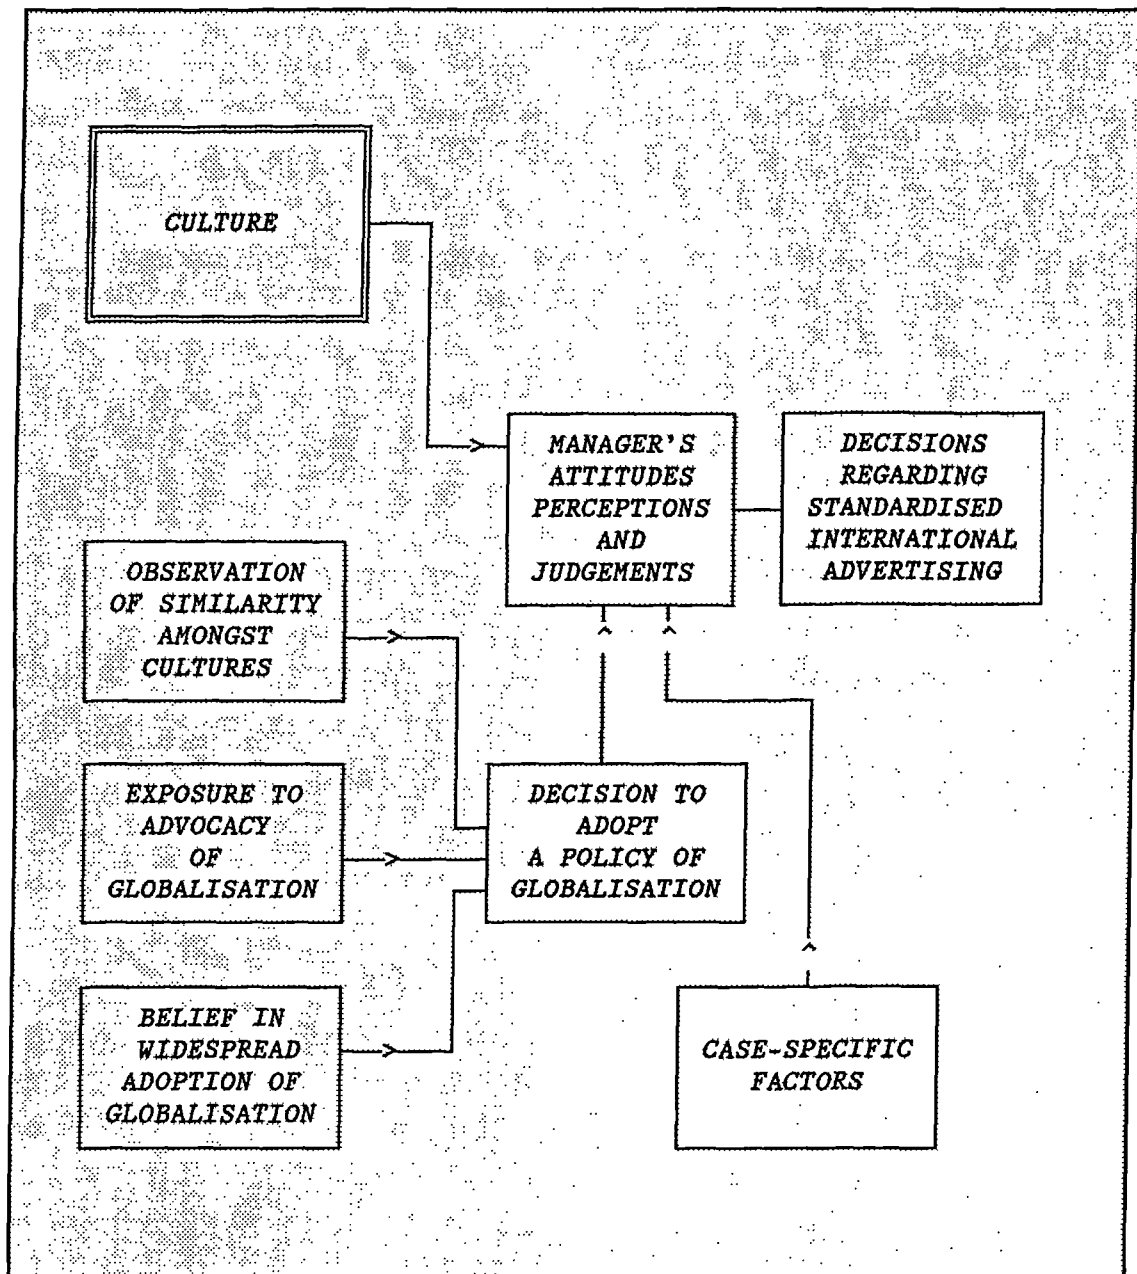 CULTURE
MANAGER'S
ATTITUDES
PERCEPTIONS
AND
JUDGEMENTS
DECISIONS
REGARDING
STANDARDISED
INTERNATIONAL
ADVERTISING
OBSERVATION
OF SIMILARITY
AMONGST
CULTURES
EXPOSURE TO
ADVOCACY
OF
GLOBALISATION
DECISION TO
ADOPT
A POLICY OF
GLOBALISATION
BELIEF IN
WIDESPREAD
ADOPTION OF
GLOBALISATION
CASE-SPECIFIC
FACTORS